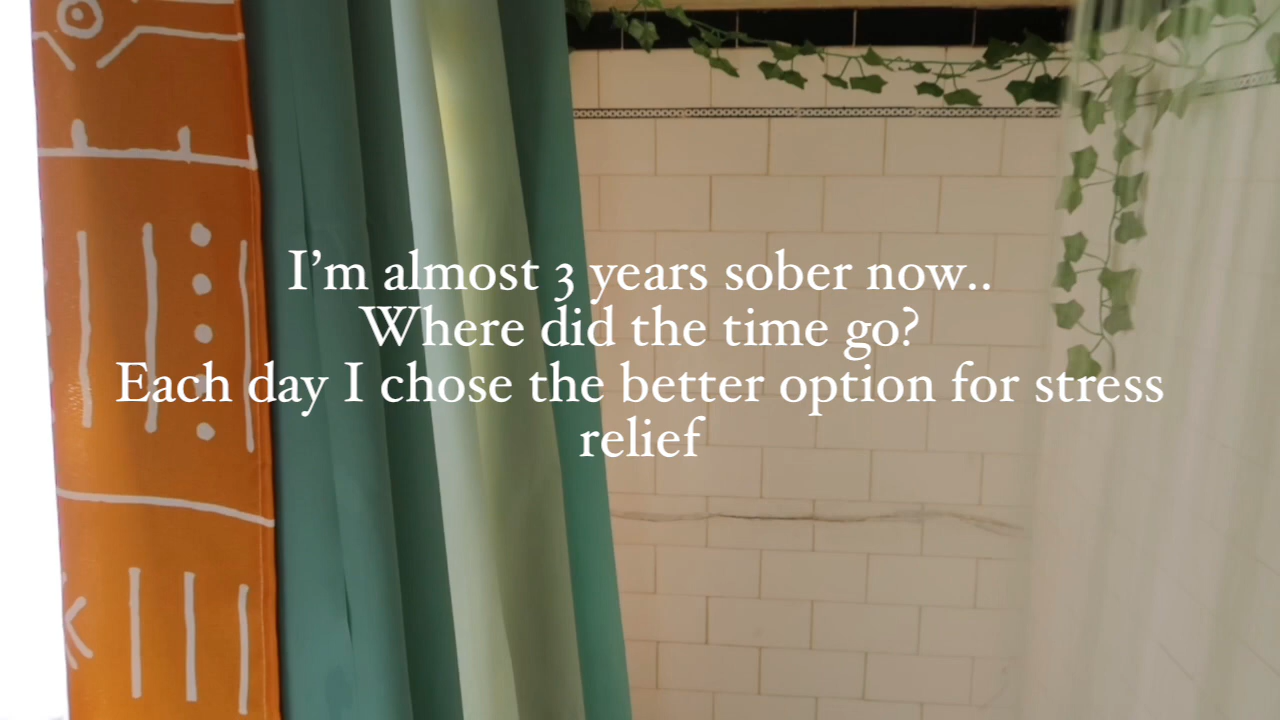 I’m almost 3 years sober now..
Where did the time go?
Each day I chose the better option for stress
relief